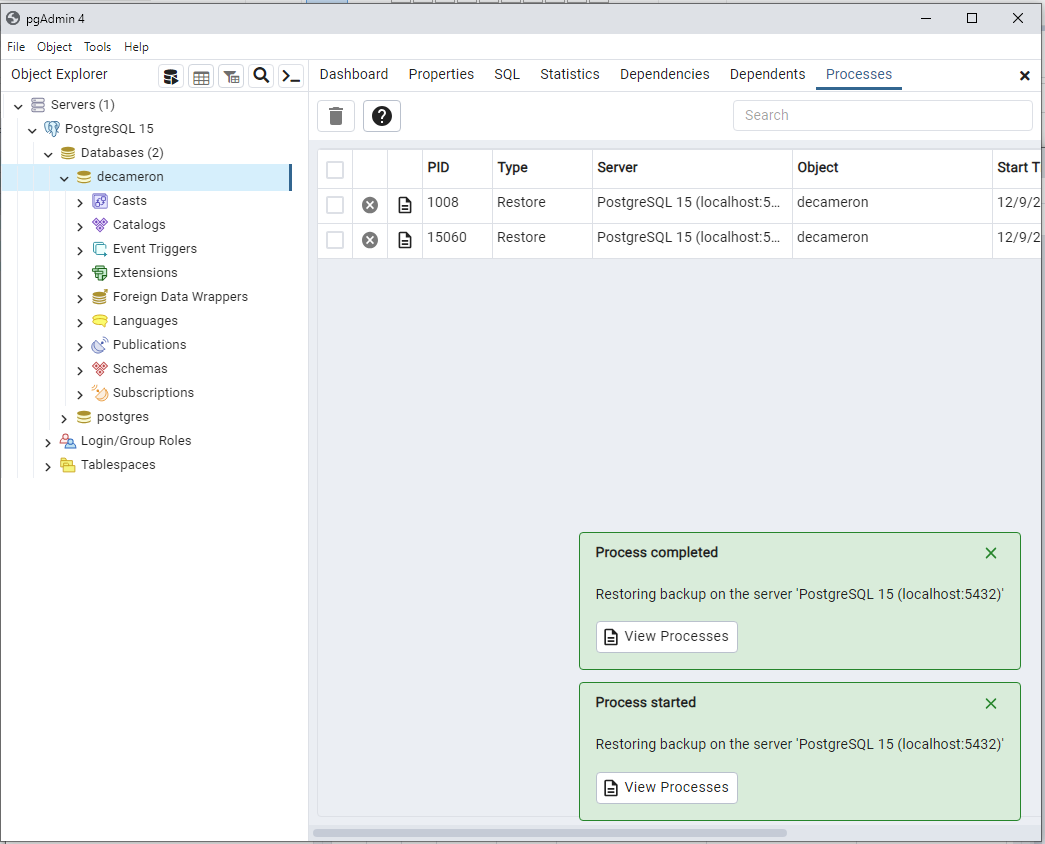 pgAdmin 4
File Object Tools Help
Object Explorer
Dashboard Properties SQL Statistics Dependencies Dependents Processes
Servers (1)
PostgreSQL 15
Databases (2)
decameron
Casts
Catalogs
Event Triggers
Extensions
Foreign Data Wrappers
Languages
Publications
Schemas
Subscriptions
postgres
Login/Group Roles
Tablespaces
Search
PID Type Server Object Start T
1008 Restore PostgreSQL 15 (localhost:5... decameron 12/9/2
15060 Restore PostgreSQL 15 (localhost:5... decameron 12/9/2
Process completed
Restoring backup on the server 'PostgreSQL 15 (localhost:5432)'
View Processes
Process started
Restoring backup on the server 'PostgreSQL 15 (localhost:5432)'
View Processes